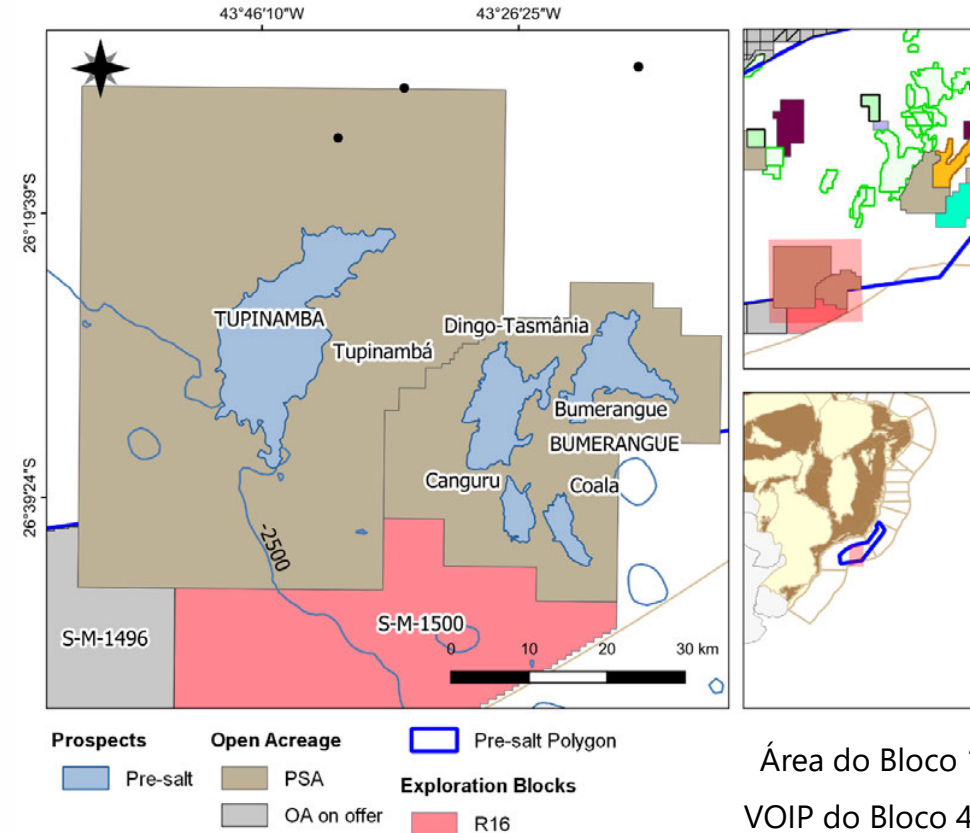 43°46'10"W
43°26'25"W
26°19'39"S
TUPINAMBA
Tupinambá
Dingo-Tasmânia
Bumerangue
BUMERANGUE
Canguru
Coala
26°39'24"S
-2500
S-M-1496
S-M-1500
0 10 20 30 km
Prospects
Pre-salt
Open Acreage
PSA
OA on offer
Pre-salt Polygon
Exploration Blocks
R16
Área do Bloco
VOIP do Bloco 4